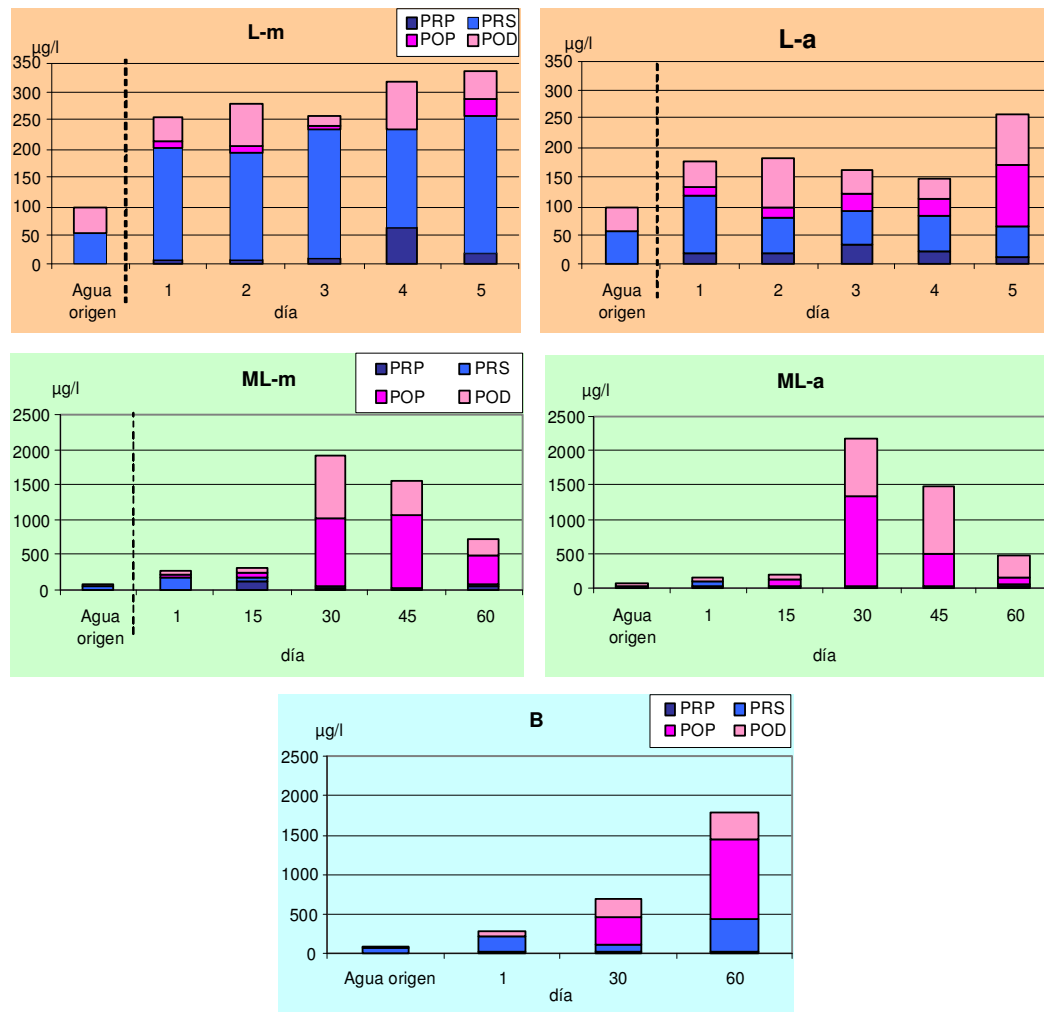 L-m
PRP PRS
POP POD
µg/l
350
300
250
200
150
100
50
0
Agua origen 1 2 3 4 5
día
L-a
µg/l
350
300
250
200
150
100
50
0
Agua origen 1 2 3 4 5
día
ML-m
PRP PRS
POP POD
µg/l
2500
2000
1500
1000
500
0
Agua origen 1 15 30 45 60
día
ML-a
µg/l
2500
2000
1500
1000
500
0
Agua origen 1 15 30 45 60
día
B
PRP PRS
POP POD
µg/l
2500
2000
1500
1000
500
0
Agua origen 1 30 60
día